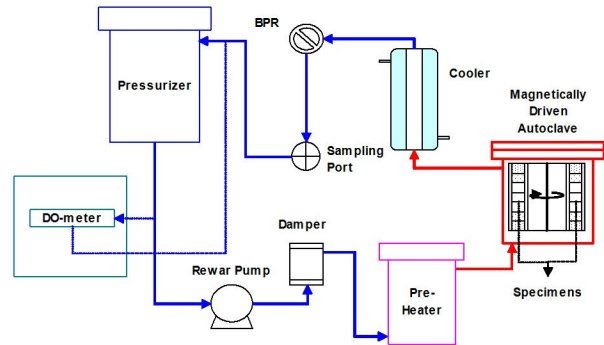 BPR
Pressurizer
Cooler
Magnetically
Driven
Autoclave
Sampling
Port
DO-meter
Damper
Rewar Pump
Pre-
Heater
Specimens